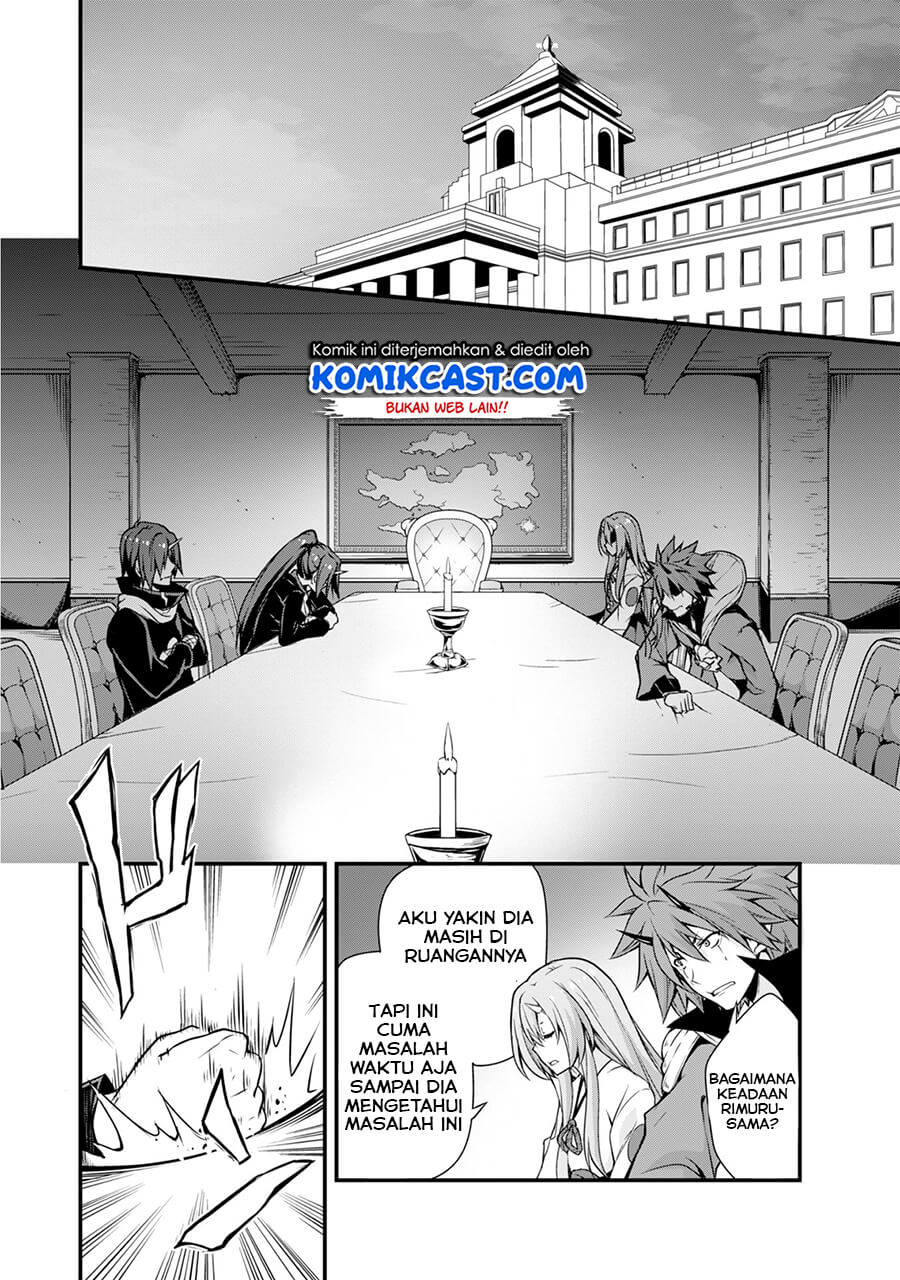 Komik ini diterjemahkan & diedit oleh
KOMIKCAST.COM
BUKAN WEB LAIN!!
BAGAIMANA
KEADAAN
RIMURU-
SAMA?
AKU YAKIN DIA
MASIH DI
RUANGANNYA
TAPI INI
CUMA
MASALAH
WAKTU AJA
SAMPAI DIA
MENGETAHUI
MASALAH INI